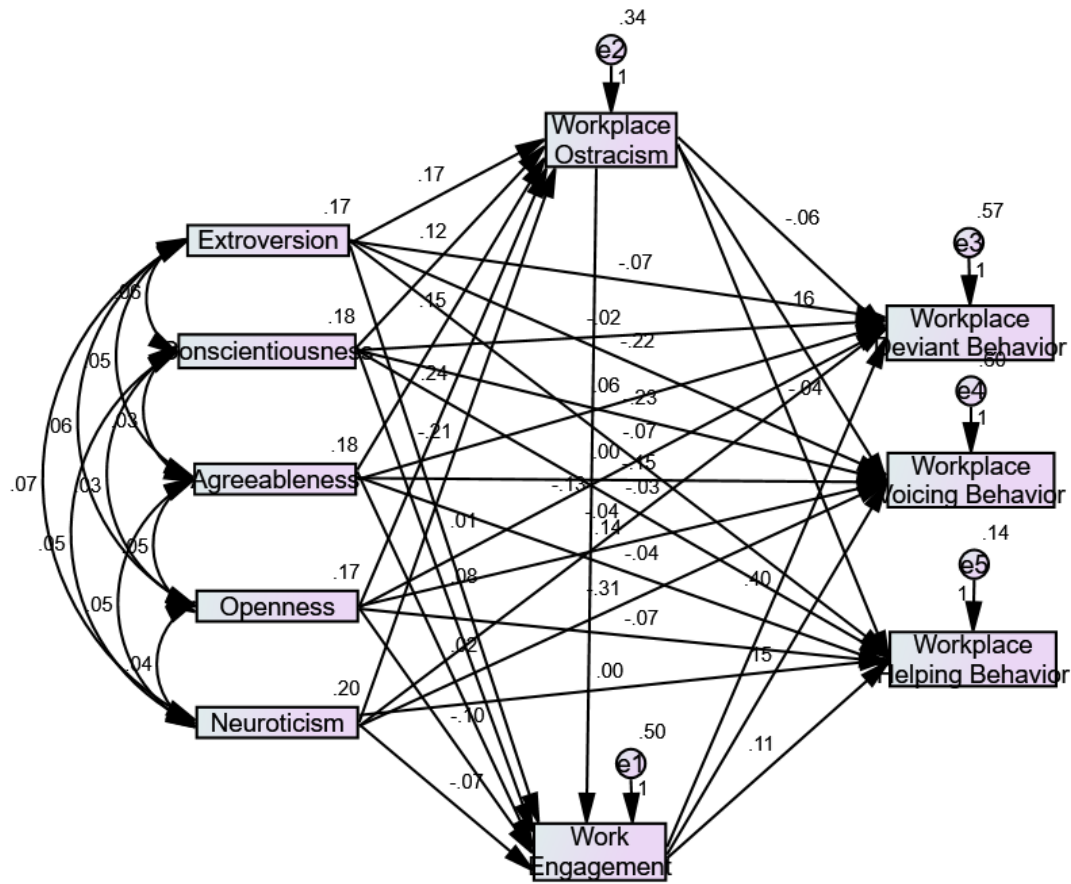 .34
e2
1
Workplace
Ostracism
.17
.17
Extroversion
.12
-.06
.57
e3
1
-.07
.06
.15
.18
Conscientiousness
-.02
.16
-.22
Workplace
Deviant Behavior
.60
e4
1
.05
.24
.06
-.23
-.04
.03
.06
-.21
-.07
.18
Agreeableness
.00
-.15
Workplace
Voicing Behavior
.07
.03
-.13
-.03
.01
-.04
.14
.14
e5
1
.05
.05
-.04
.17
Openness
.08
.40
-.31
.05
-.07
Workplace
Helping Behavior
.04
.02
.15
.00
.20
Neuroticism
-.10
.50
e1
1
.11
-.07
Work
Engagement